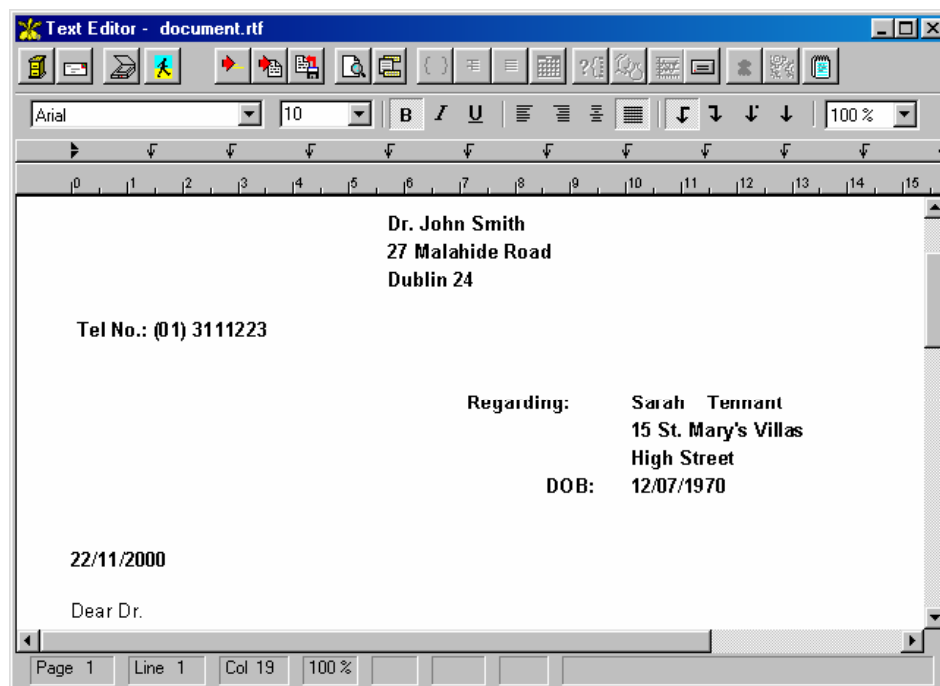 Text Editor - document.rtf
Arial 10 B I U 100 %
0 1 2 3 4 5 6 7 8 9 10 11 12 13 14 15
Dr. John Smith
27 Malahide Road
Dublin 24
Tel No.: (01) 3111223
Regarding: Sarah Tennant
15 St. Mary's Villas
High Street
DOB: 12/07/1970
22/11/2000
Dear Dr.
Page 1 Line 1 Col 19 100 %